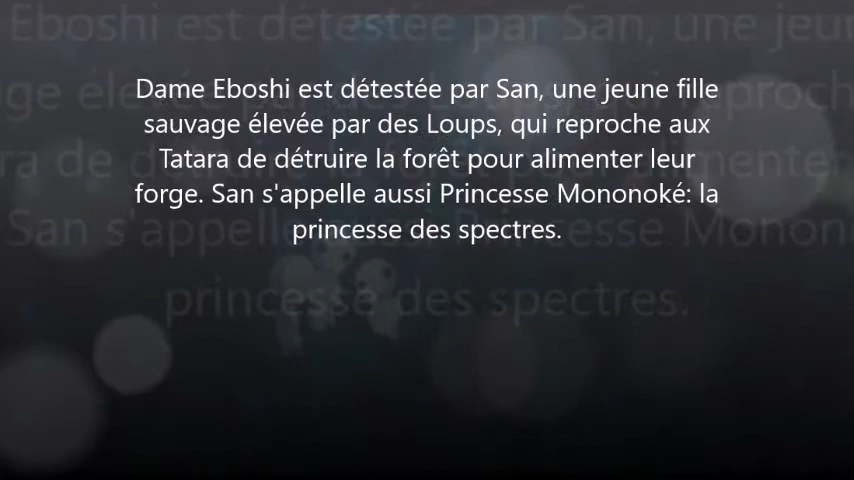 Dame Eboshi est détestée par San, une jeune fille
sauvage élevée par des Loups, qui reproche aux
Tatara de détruire la forêt pour alimenter leur
forge. San s'appelle aussi Princesse Mononoké: la
princesse des spectres.